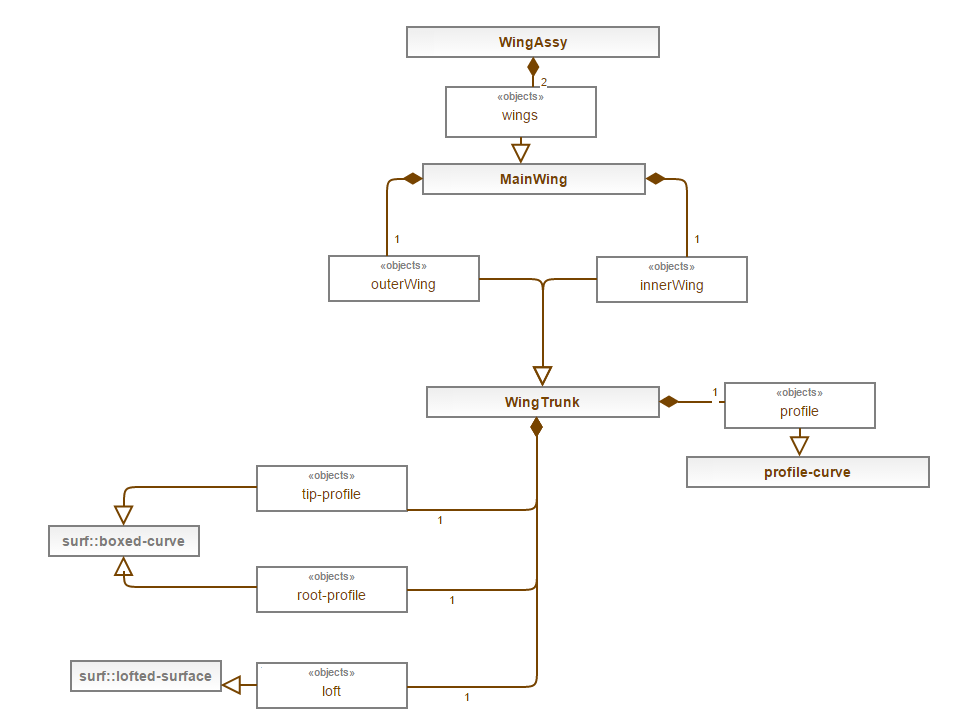 WingAssy
2
«objects»
wings
MainWing
1
1
«objects»
outerWing
«objects»
innerWing
WingTrunk
1
«objects»
profile
profile-curve
«objects»
tip-profile
1
surf::boxed-curve
«objects»
root-profile
1
surf::lofted-surface
«objects»
loft
1